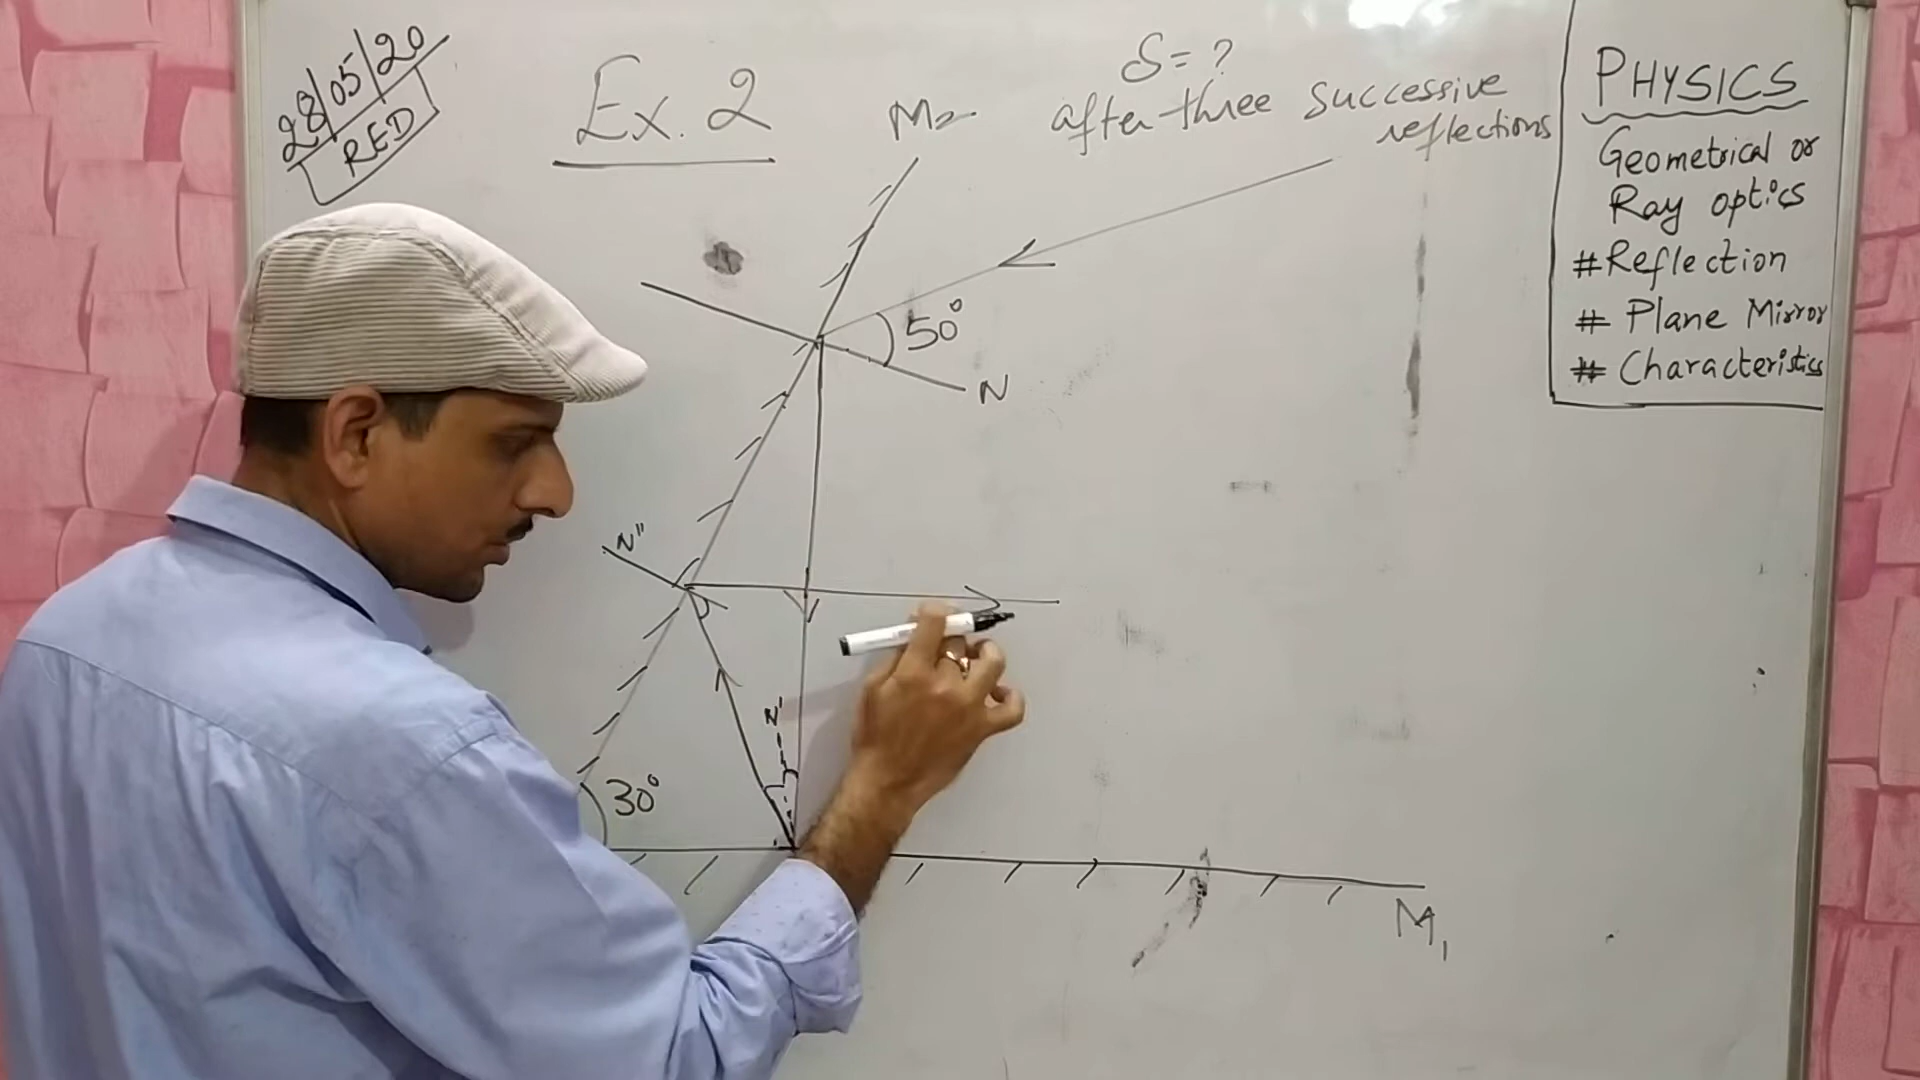 28/05/20
RED
Ex. 2
M2
δ = ?
after three successive
reflections
50°
N
N"
N'
30°
M1
PHYSICS
Geometrical or
Ray optics
# Reflection
# Plane Mirror
# Characteristics